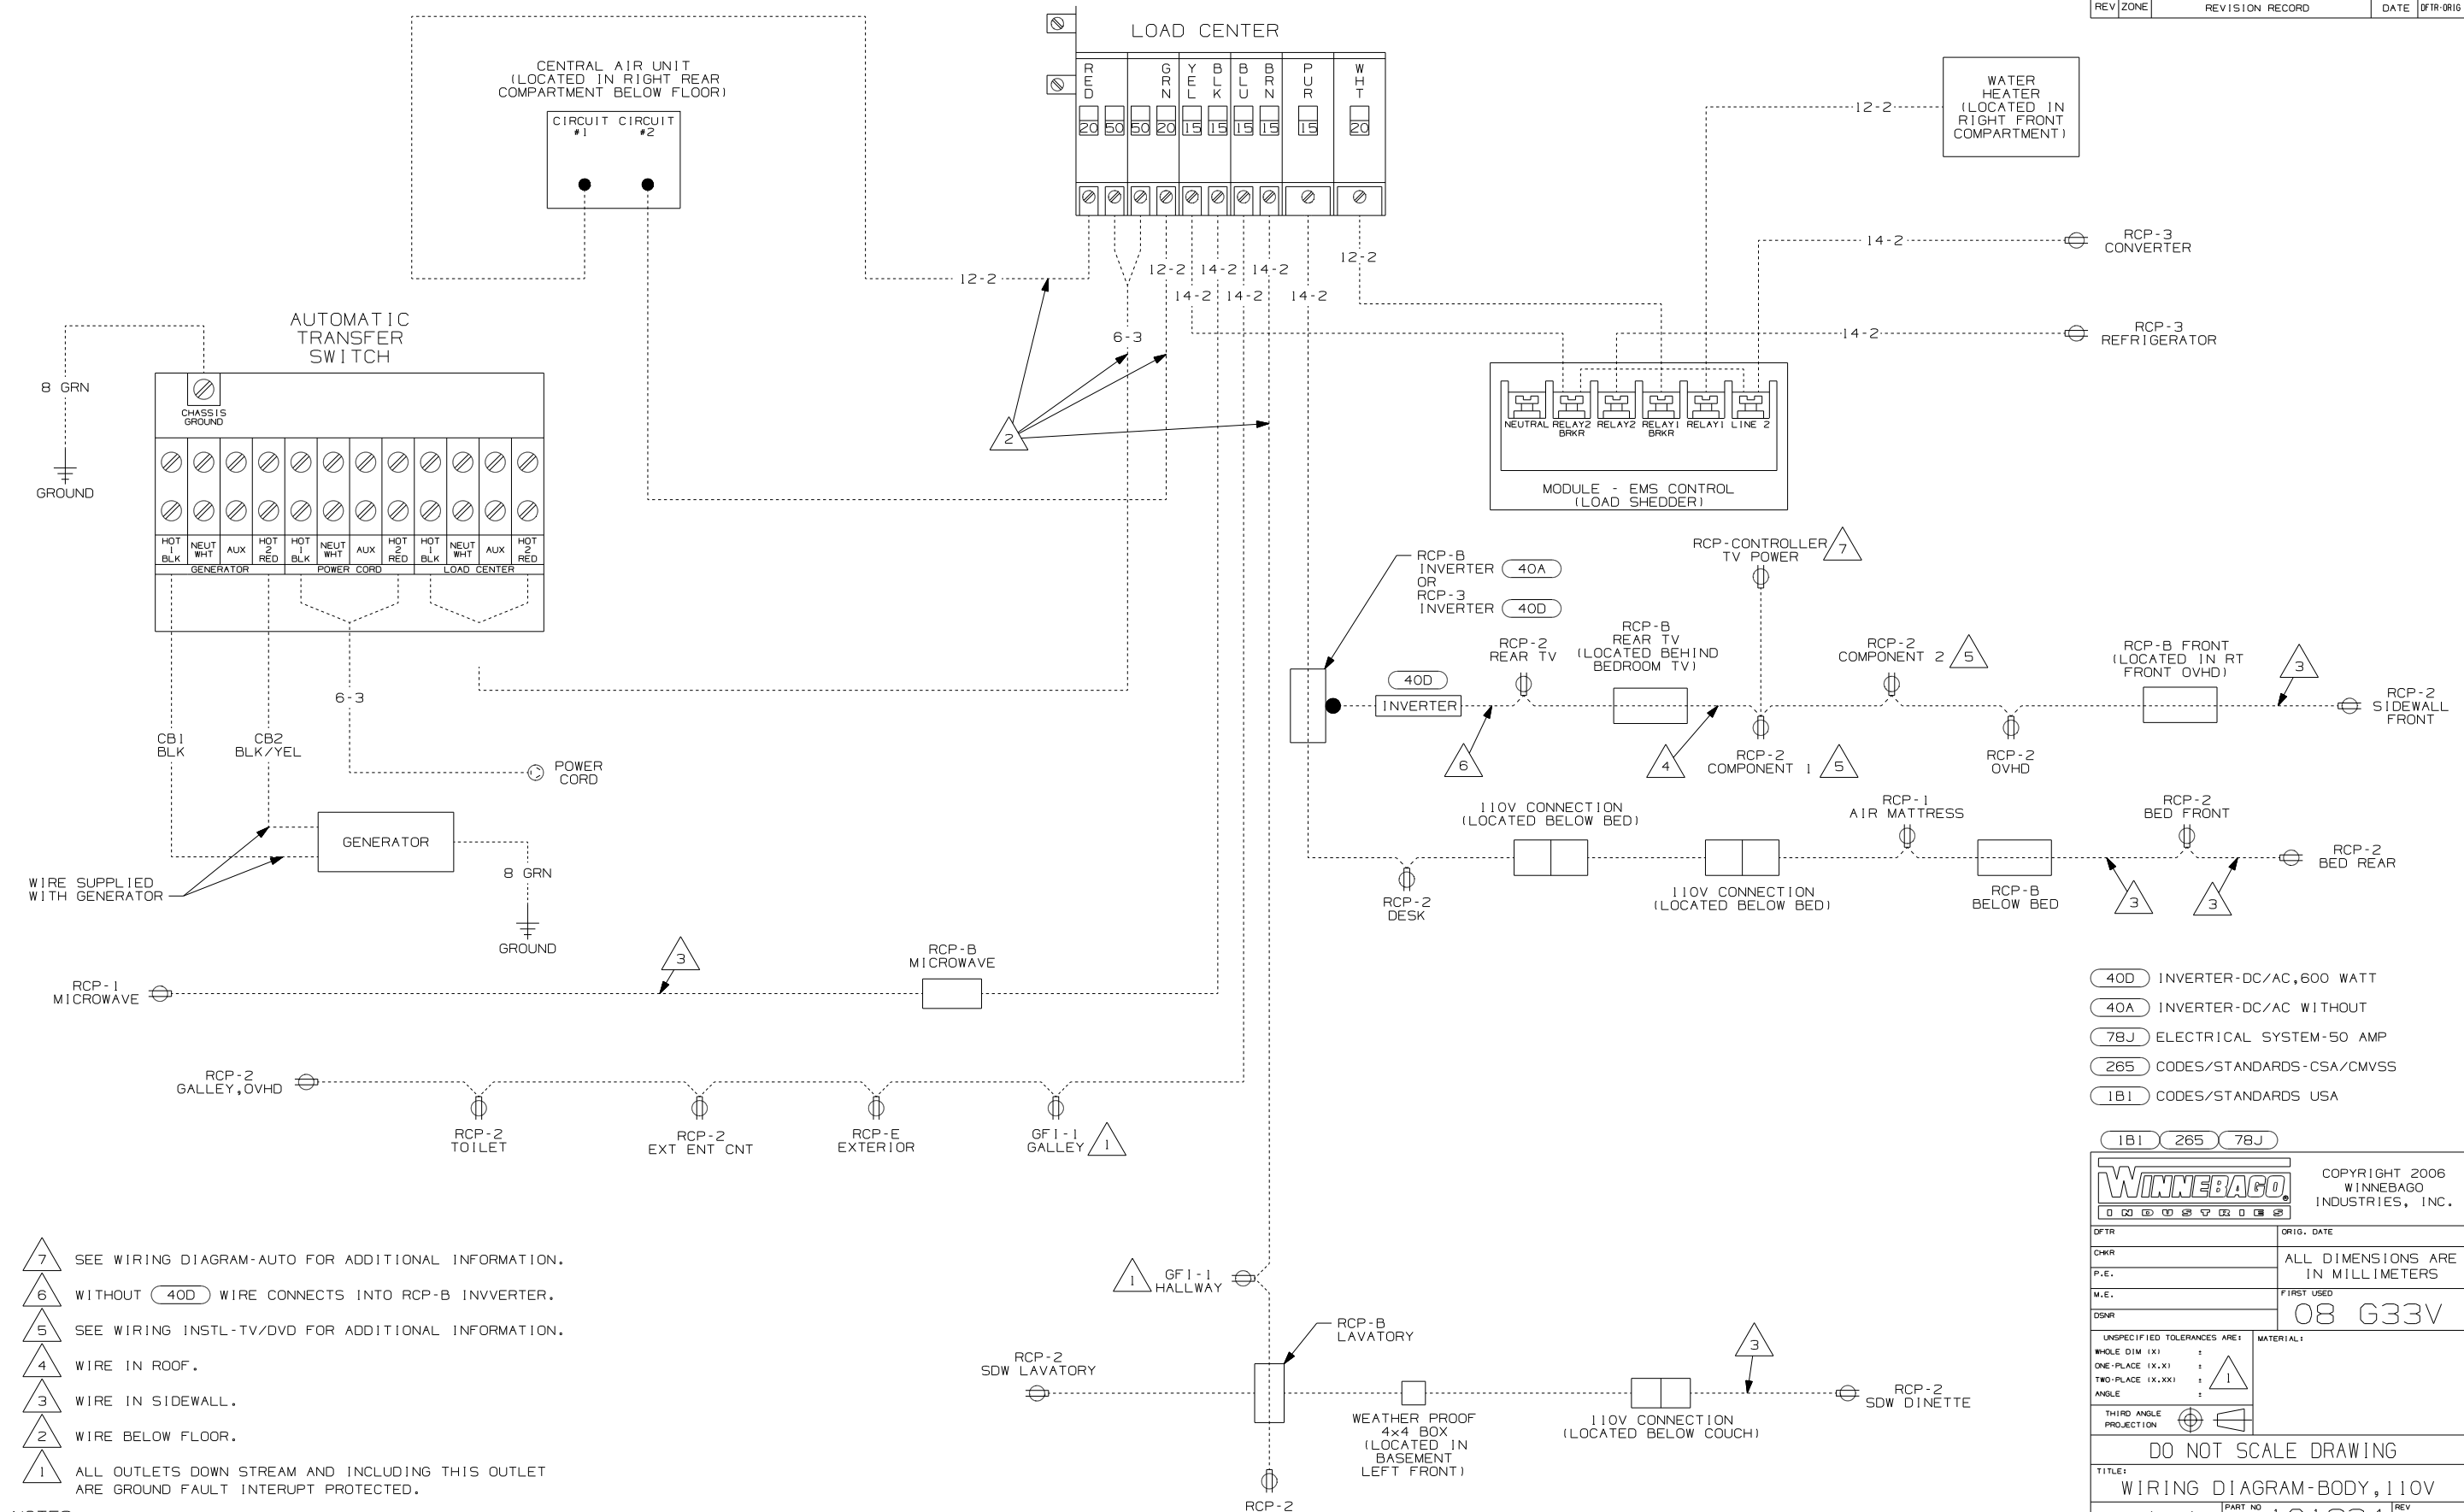 REV ZONE REVISION RECORD DATE DFTR-ORIG
LOAD CENTER
RED GRN YEL BLK BLU BRN PUR WHT
20 50 50 20 15 15 15 15 15 20
CENTRAL AIR UNIT
(LOCATED IN RIGHT REAR
COMPARTMENT BELOW FLOOR)
CIRCUIT CIRCUIT
#1 #2
WATER
HEATER
(LOCATED IN
RIGHT FRONT
COMPARTMENT)
12-2
14-2
RCP-3
CONVERTER
12-2
12-2 14-2 14-2
12-2
14-2 14-2 14-2
6-3
14-2
RCP-3
REFRIGERATOR
AUTOMATIC
TRANSFER
SWITCH
8 GRN
GROUND
CHASSIS
GROUND
HOT 1 BLK
NEUT WHT
AUX
HOT 2 RED
HOT 1 BLK
NEUT WHT
AUX
HOT 2 RED
HOT 1 BLK
NEUT WHT
AUX
HOT 2 RED
GENERATOR POWER CORD LOAD CENTER
2
NEUTRAL RELAY2 BRKR RELAY2 RELAY1 BRKR RELAY1 LINE 2
MODULE - EMS CONTROL
(LOAD SHEDDER)
RCP-B
INVERTER 40A
OR
RCP-3
INVERTER 40D
RCP-CONTROLLER
TV POWER 7
RCP-2
REAR TV
RCP-B
REAR TV
(LOCATED BEHIND
BEDROOM TV)
RCP-2
COMPONENT 2 5
RCP-B FRONT
(LOCATED IN RT
FRONT OVHD)
3
RCP-2
SIDEWALL
FRONT
40D
INVERTER
6
4
RCP-2
COMPONENT 1 5
RCP-2
OVHD
6-3
CB1
BLK
CB2
BLK/YEL
POWER
CORD
GENERATOR
8 GRN
GROUND
WIRE SUPPLIED
WITH GENERATOR
110V CONNECTION
(LOCATED BELOW BED)
RCP-1
AIR MATTRESS
RCP-2
BED FRONT
RCP-2
BED REAR
RCP-2
DESK
110V CONNECTION
(LOCATED BELOW BED)
RCP-B
BELOW BED
3
3
RCP-1
MICROWAVE
3
RCP-B
MICROWAVE
RCP-2
GALLEY,OVHD
RCP-2
TOILET
RCP-2
EXT ENT CNT
RCP-E
EXTERIOR
GFI-1
GALLEY 1
40D INVERTER-DC/AC,600 WATT
40A INVERTER-DC/AC WITHOUT
78J ELECTRICAL SYSTEM-50 AMP
265 CODES/STANDARDS-CSA/CMVSS
1B1 CODES/STANDARDS USA
1 GFI-1
HALLWAY
RCP-B
LAVATORY
RCP-2
SDW LAVATORY
WEATHER PROOF
4x4 BOX
(LOCATED IN
BASEMENT
LEFT FRONT)
110V CONNECTION
(LOCATED BELOW COUCH)
3
RCP-2
SDW DINETTE
RCP-2
7 SEE WIRING DIAGRAM-AUTO FOR ADDITIONAL INFORMATION.
6 WITHOUT 40D WIRE CONNECTS INTO RCP-B INVVERTER.
5 SEE WIRING INSTL-TV/DVD FOR ADDITIONAL INFORMATION.
4 WIRE IN ROOF.
3 WIRE IN SIDEWALL.
2 WIRE BELOW FLOOR.
1 ALL OUTLETS DOWN STREAM AND INCLUDING THIS OUTLET
ARE GROUND FAULT INTERUPT PROTECTED.
1B1 265 78J
WINNEBAGO
INDUSTRIES
COPYRIGHT 2006
WINNEBAGO
INDUSTRIES, INC.
DFTR
ORIG. DATE
CHKR
P.E.
ALL DIMENSIONS ARE
IN MILLIMETERS
M.E.
DSNR
FIRST USED
08 G33V
UNSPECIFIED TOLERANCES ARE:
WHOLE DIM (X) ±
ONE-PLACE (X.X) ±
TWO-PLACE (X.XX) ±
ANGLE ±
1
MATERIAL:
THIRD ANGLE
PROJECTION
DO NOT SCALE DRAWING
TITLE:
WIRING DIAGRAM-BODY,110V
PART NO
REV